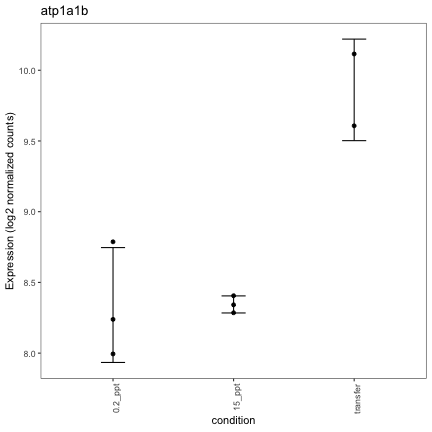 atp1a1b
Expression (log2 normalized counts)
10.0
9.5
9.0
8.5
8.0
0.2_ppt
15_ppt
transfer
condition